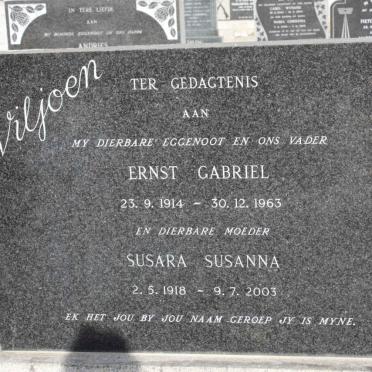 IN TERE LIEFDE
AAN
ANDRIES
Viljoen
TER GEDAGTENIS
AAN
MY DIERBARE EGGENOOT EN ONS VADER
ERNST GABRIEL
23. 9. 1914 ~ 30. 12. 1963
EN DIERBARE MOEDER
SUSARA SUSANNA
2. 5. 1918 ~ 9. 7. 2003
EK HET JOU BY JOU NAAM GEROEP JY IS MYNE.